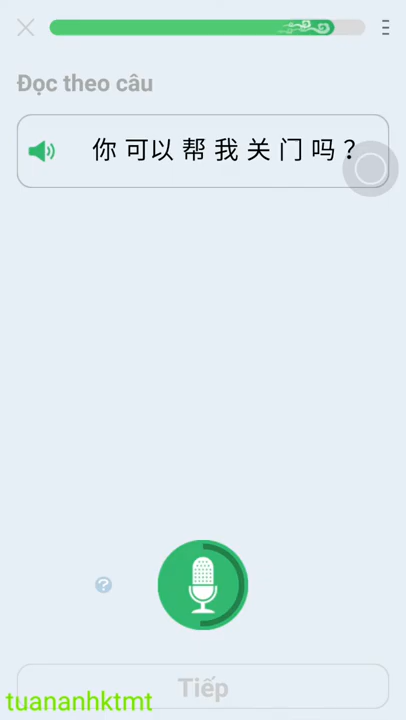 Đọc theo câu
你 可以 帮 我 关 门 吗 ?
?
Tiếp
tuananhktmt